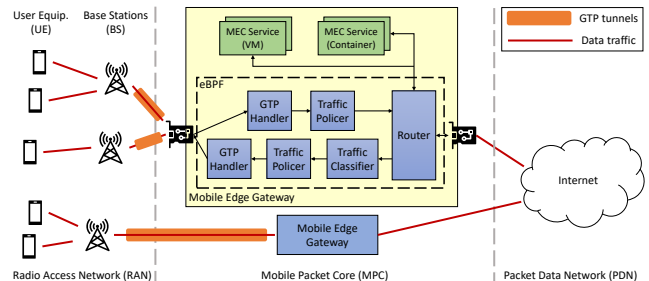 User Equip.
(UE)
Base Stations
(BS)
MEC Service
(VM)
MEC Service
(Container)
GTP tunnels
Data traffic
eBPF
GTP
Handler
Traffic
Policer
Router
GTP
Handler
Traffic
Policer
Traffic
Classifier
Mobile Edge Gateway
Internet
Mobile Edge
Gateway
Radio Access Network (RAN)
Mobile Packet Core (MPC)
Packet Data Network (PDN)